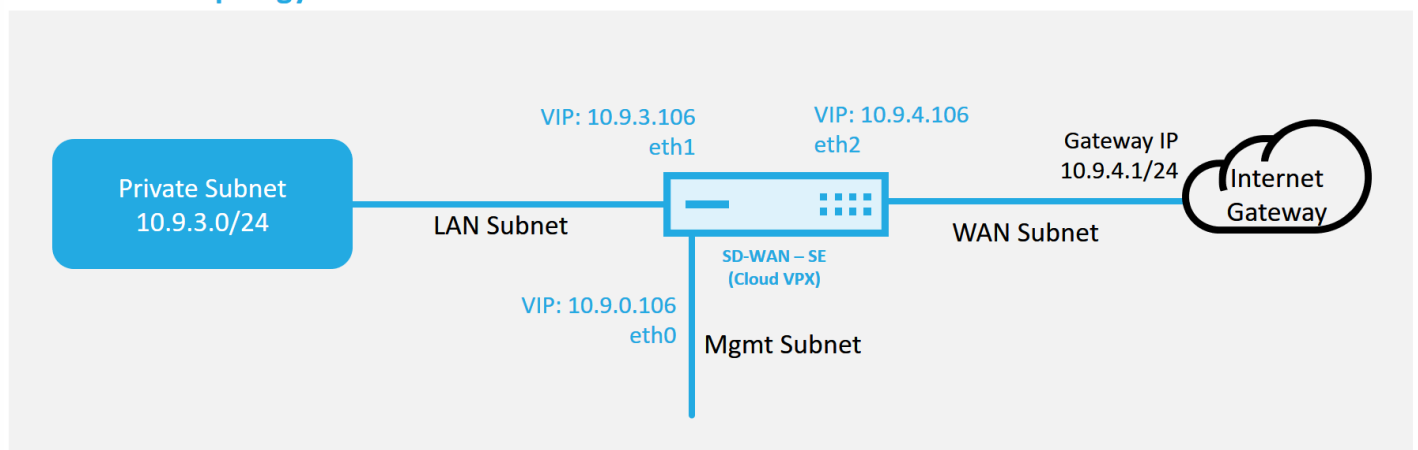 VIP: 10.9.3.106
eth1
VIP: 10.9.4.106
eth2
Gateway IP
10.9.4.1/24
Internet
Gateway
Private Subnet
10.9.3.0/24
LAN Subnet
WAN Subnet
SD-WAN – SE
(Cloud VPX)
VIP: 10.9.0.106
eth0
Mgmt Subnet